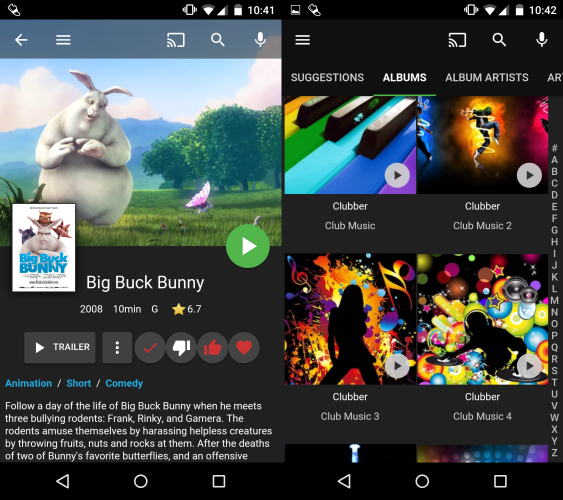 10:41
Big Buck
BUNNY
Big Buck Bunny
2008 10min G 6.7
TRAILER
Animation / Short / Comedy
Follow a day of the life of Big Buck Bunny when he meets
three bullying rodents: Frank, Rinky, and Gamera. The
rodents amuse themselves by harassing helpless creatures
by throwing fruits, nuts and rocks at them. After the deaths
of two of Bunny's favorite butterflies, and an offensive
10:42
SUGGESTIONS ALBUMS ALBUM ARTISTS AR
Clubber
Club Music
Clubber
Club Music 2
Clubber
Club Music 3
Clubber
Club Music 4
#
A
B
C
D
E
F
G
H
I
J
K
L
M
N
O
P
Q
R
S
T
U
V
W
X
Y
Z